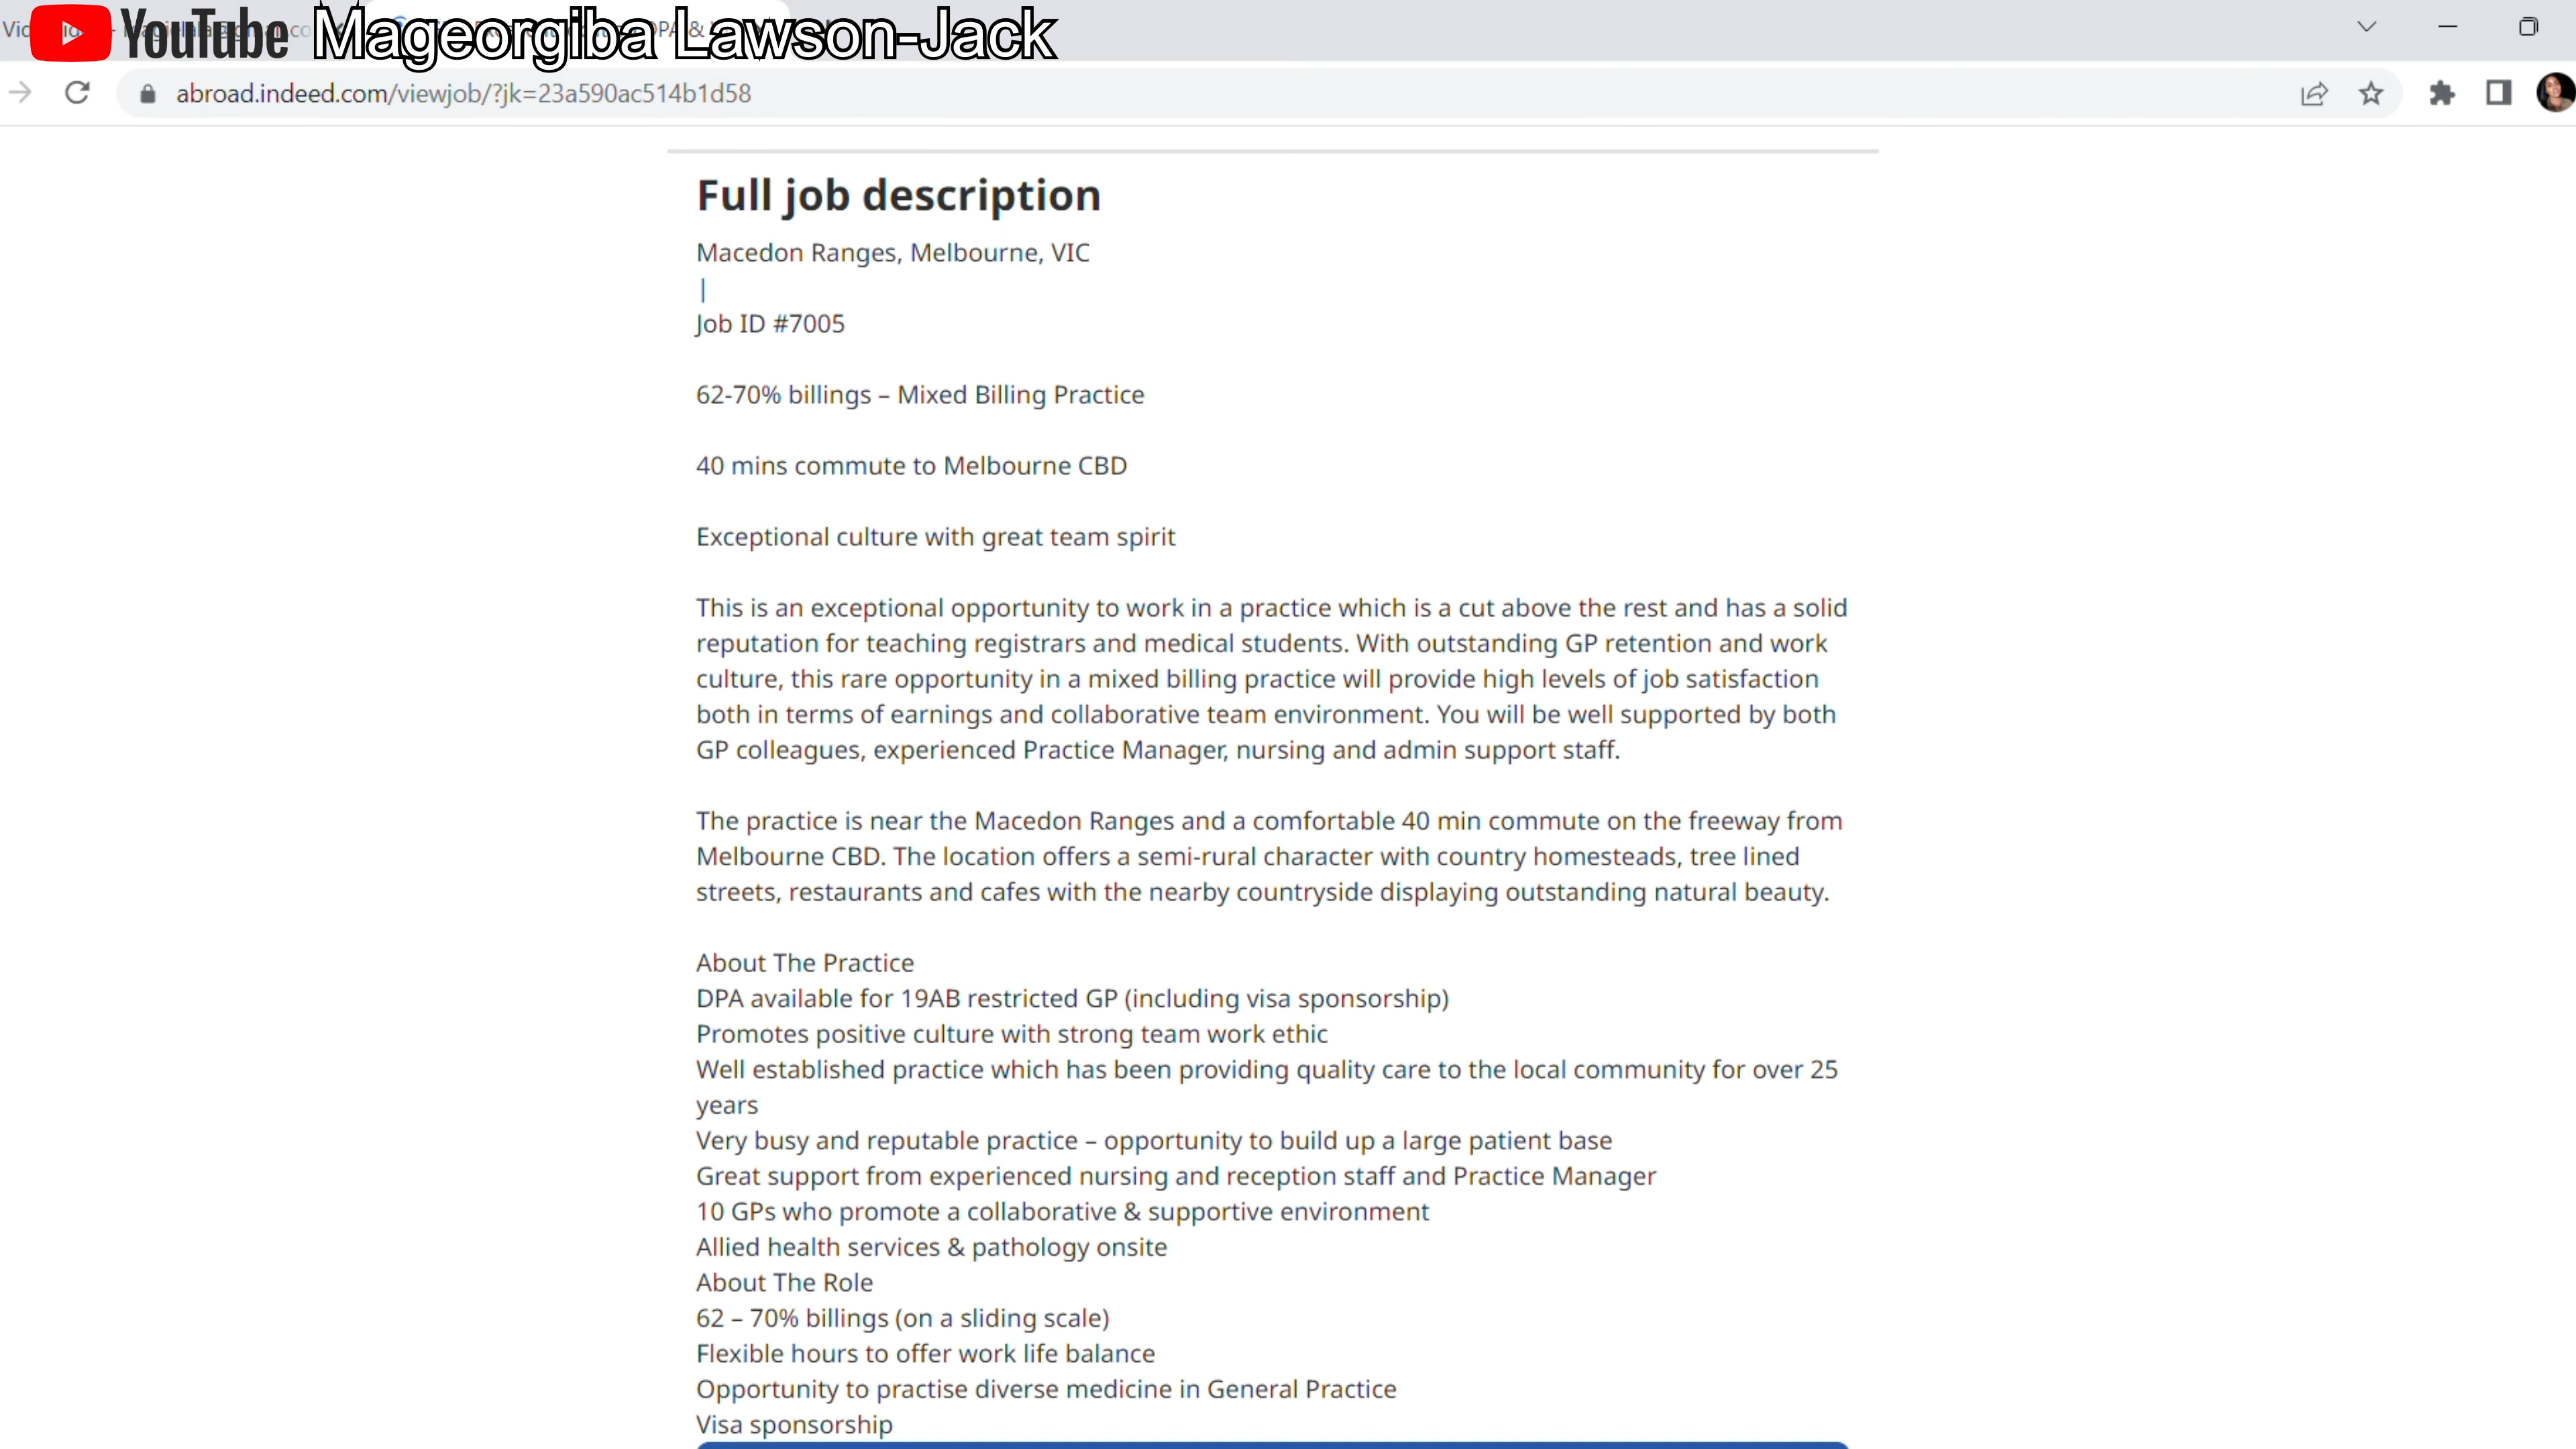 YouTube Mageorgiba Lawson-Jack
abroad.indeed.com/viewjob/?jk=23a590ac514b1d58
Full job description
Macedon Ranges, Melbourne, VIC
|
Job ID #7005
62-70% billings – Mixed Billing Practice
40 mins commute to Melbourne CBD
Exceptional culture with great team spirit
This is an exceptional opportunity to work in a practice which is a cut above the rest and has a solid
reputation for teaching registrars and medical students. With outstanding GP retention and work
culture, this rare opportunity in a mixed billing practice will provide high levels of job satisfaction
both in terms of earnings and collaborative team environment. You will be well supported by both
GP colleagues, experienced Practice Manager, nursing and admin support staff.
The practice is near the Macedon Ranges and a comfortable 40 min commute on the freeway from
Melbourne CBD. The location offers a semi-rural character with country homesteads, tree lined
streets, restaurants and cafes with the nearby countryside displaying outstanding natural beauty.
About The Practice
DPA available for 19AB restricted GP (including visa sponsorship)
Promotes positive culture with strong team work ethic
Well established practice which has been providing quality care to the local community for over 25
years
Very busy and reputable practice – opportunity to build up a large patient base
Great support from experienced nursing and reception staff and Practice Manager
10 GPs who promote a collaborative & supportive environment
Allied health services & pathology onsite
About The Role
62 – 70% billings (on a sliding scale)
Flexible hours to offer work life balance
Opportunity to practise diverse medicine in General Practice
Visa sponsorship